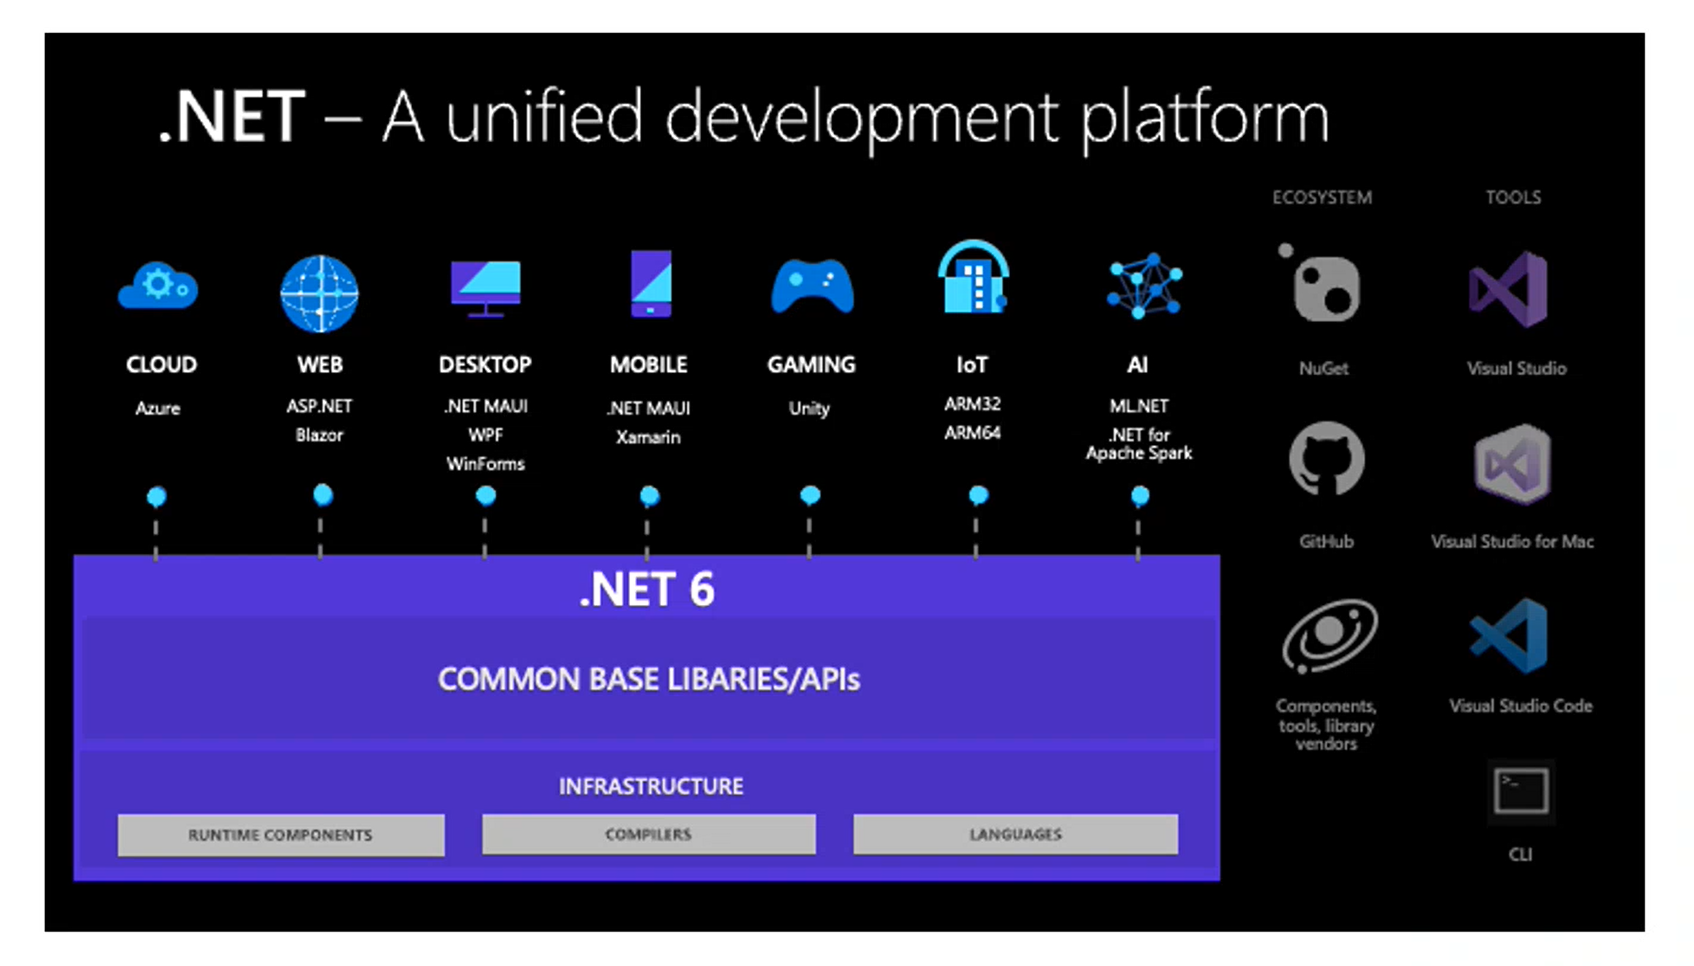 .NET – A unified development platform
ECOSYSTEM
TOOLS
CLOUD
Azure
WEB
ASP.NET
Blazor
DESKTOP
.NET MAUI
WPF
WinForms
MOBILE
.NET MAUI
Xamarin
GAMING
Unity
IoT
ARM32
ARM64
AI
ML.NET
.NET for
Apache Spark
NuGet
GitHub
Components,
tools, library
vendors
Visual Studio
Visual Studio for Mac
Visual Studio Code
>_
CLI
.NET 6
COMMON BASE LIBARIES/APIs
INFRASTRUCTURE
RUNTIME COMPONENTS
COMPILERS
LANGUAGES